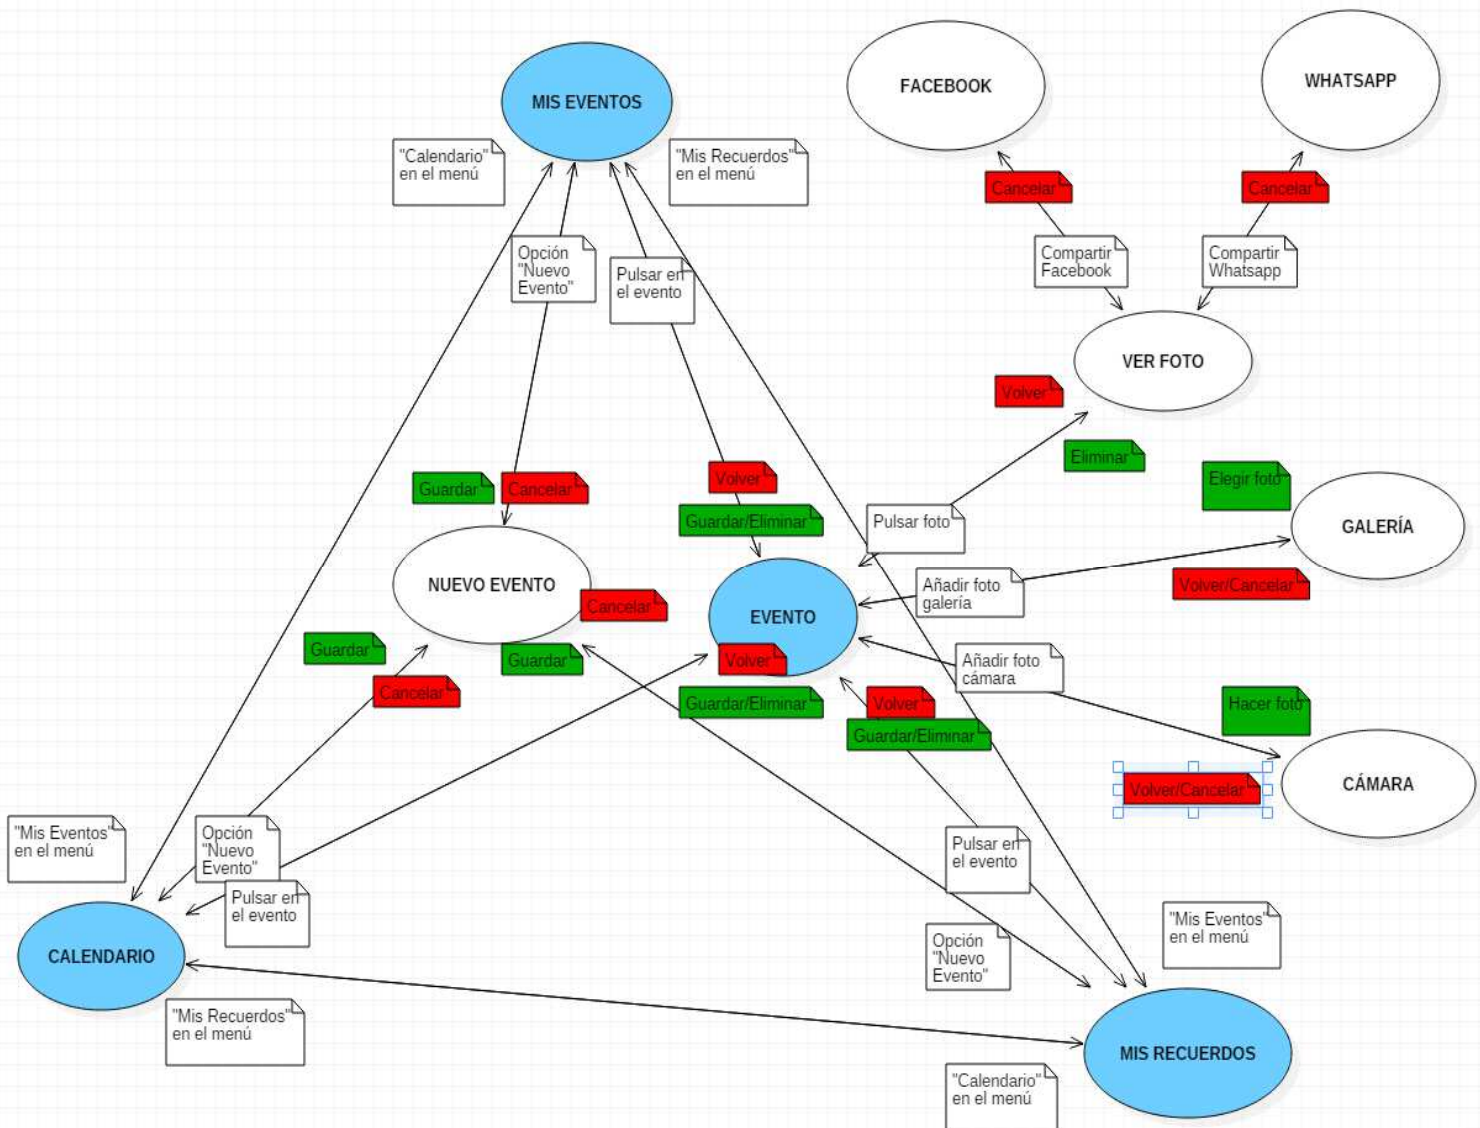 MIS EVENTOS
FACEBOOK
WHATSAPP
"Calendario"
en el menú
"Mis Recuerdos"
en el menú
Cancelar
Cancelar
Opción
"Nuevo
Evento"
Pulsar en
el evento
Compartir
Facebook
Compartir
Whatsapp
VER FOTO
Volver
Eliminar
Guardar
Cancelar
Volver
Guardar/Eliminar
Pulsar foto
Elegir foto
GALERÍA
NUEVO EVENTO
Cancelar
EVENTO
Añadir foto
galería
Volver/Cancelar
Guardar
Cancelar
Guardar
Volver
Guardar/Eliminar
Volver
Guardar/Eliminar
Añadir foto
cámara
Hacer foto
Volver/Cancelar
CÁMARA
"Mis Eventos"
en el menú
Opción
"Nuevo
Evento"
Pulsar en
el evento
Pulsar en
el evento
CALENDARIO
Opción
"Nuevo
Evento"
"Mis Eventos"
en el menú
"Mis Recuerdos"
en el menú
MIS RECUERDOS
"Calendario"
en el menú